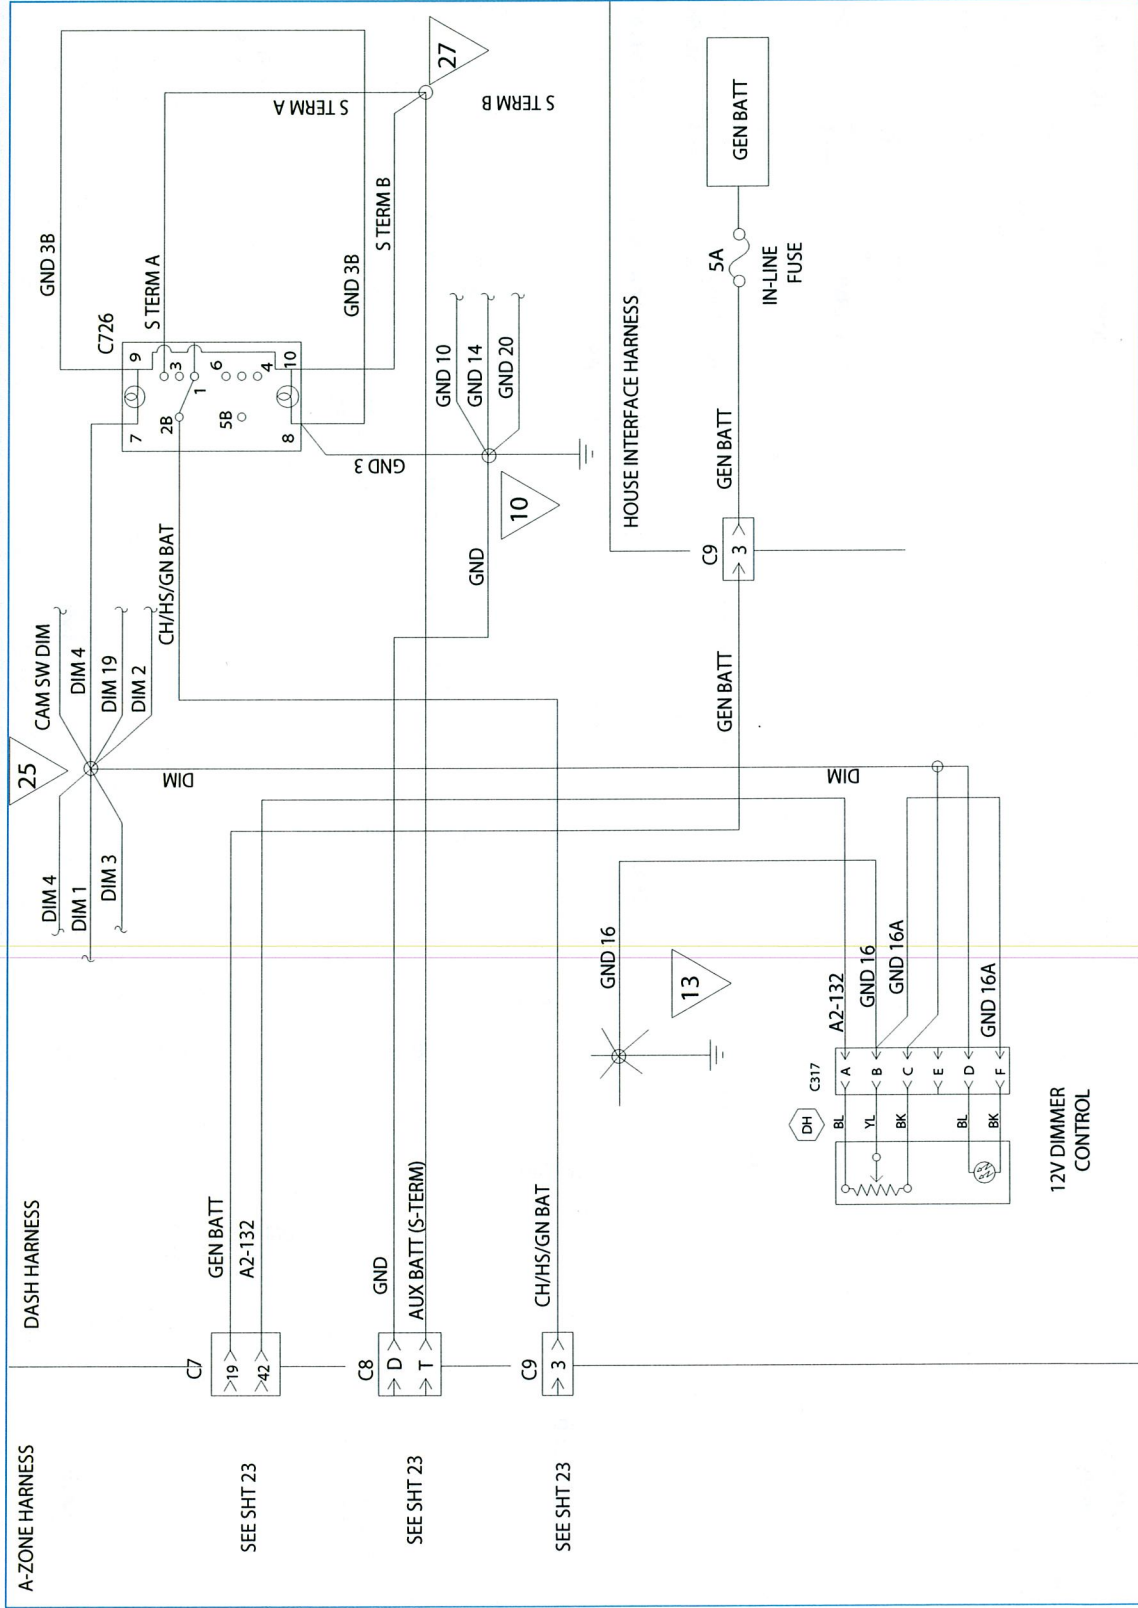 A-ZONE HARNESS
DASH HARNESS
SEE SHT 23
SEE SHT 23
SEE SHT 23
C7
19
42
C8
D
T
C9
3
GEN BATT
A2-132
GND
AUX BATT (S-TERM)
CH/HS/GN BAT
DIM 4
DIM 1
DIM 3
25
CAM SW DIM
DIM 4
DIM 19
DIM 2
DIM
DIM
CH/HS/GN BAT
GND 3B
C726
7
9
3
1
2B
6
5B
4
8
10
S TERM A
S TERM A
GND 3B
S TERM B
S TERM B
27
GND 3
GND 10
GND 14
GND 20
10
GND
HOUSE INTERFACE HARNESS
GEN BATT
C9
3
GEN BATT
5A
IN-LINE
FUSE
GEN BATT
GND 16
13
A2-132
GND 16
GND 16A
GND 16A
C317
A
B
C
E
D
F
DH
BL
YL
BK
BL
BK
12V DIMMER
CONTROL